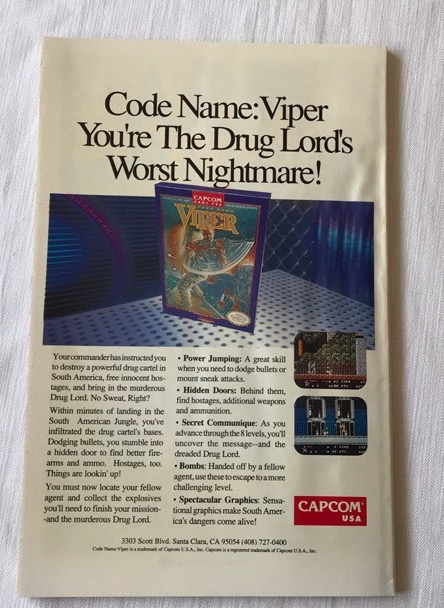 Code Name: Viper
You're The Drug Lord's
Worst Nightmare!
CAPCOM
VIPER
Your commander has instructed you
to destroy a powerful drug cartel in
South America, free innocent hos-
tages, and bring in the murderous
Drug Lord. No Sweat, Right?
Within minutes of landing in the
South American Jungle, you've
infiltrated the drug cartel's bases.
Dodging bullets, you stumble into
a hidden door to find better fire-
arms and ammo. Hostages, too.
Things are lookin' up!
You must now locate your fellow
agent and collect the explosives
you'll need to finish your mission-
-and the murderous Drug Lord.
• Power Jumping: A great skill
when you need to dodge bullets or
mount sneak attacks.
• Hidden Doors: Behind them,
find hostages, additional weapons
and ammunition.
• Secret Communique: As you
advance through the 8 levels, you'll
uncover the message--and the
dreaded Drug Lord.
• Bombs: Handed off by a fellow
agent, use these to escape to a more
challenging level.
• Spectacular Graphics: Sensa-
tional graphics make South Amer-
ica's dangers come alive!
CAPCOM
USA
3303 Scott Blvd. Santa Clara, CA 95054 (408) 727-0400
Code Name: Viper is a trademark of Capcom U.S.A., Inc. Capcom is a registered trademark of Capcom U.S.A., Inc.